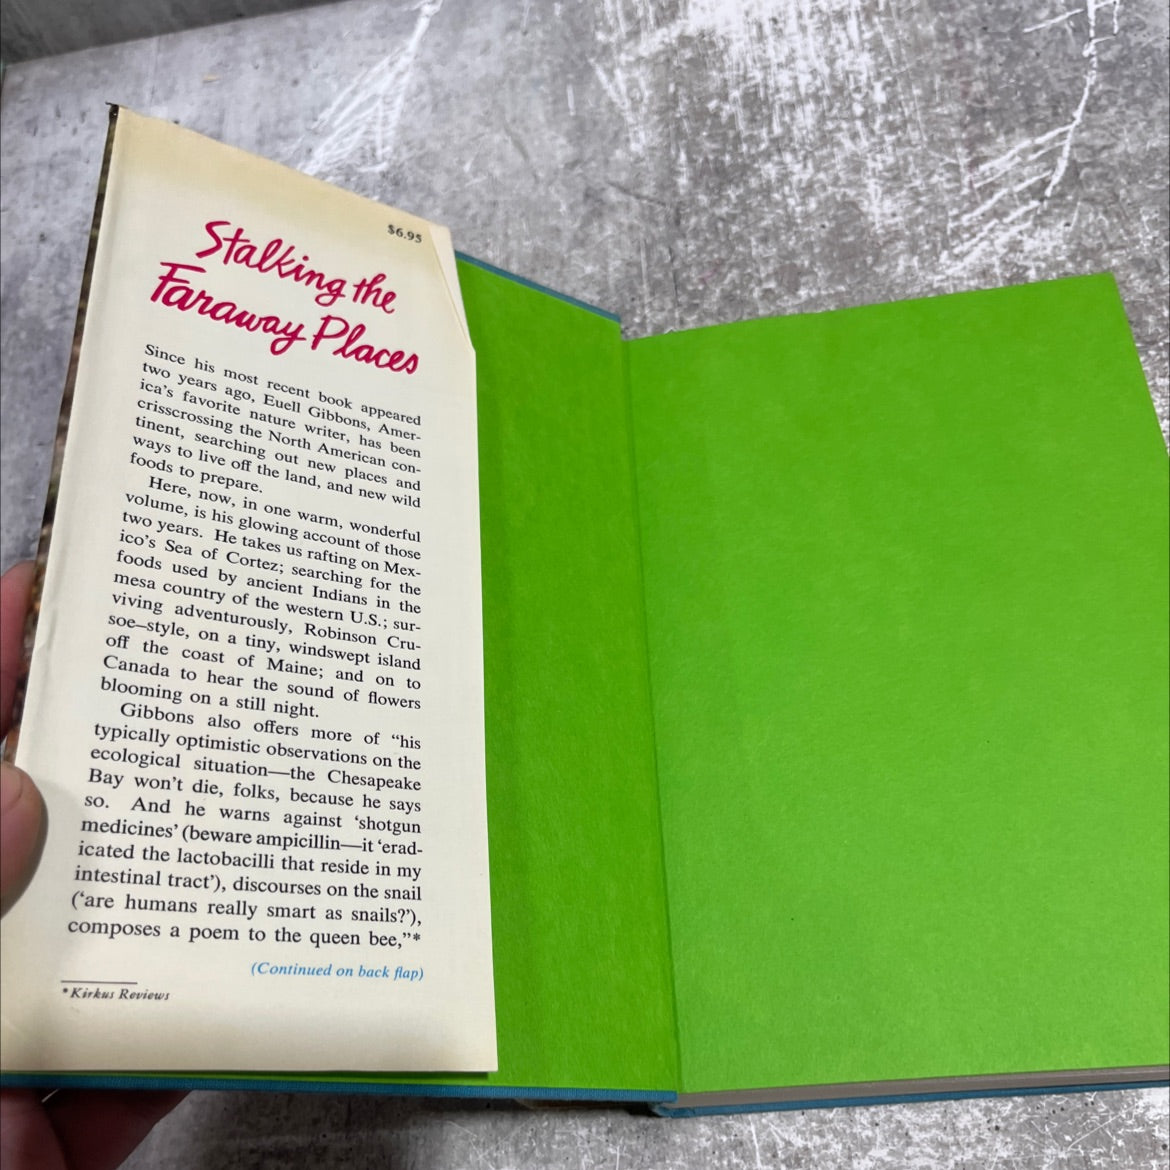 $6.95
Stalking the
Faraway Places
Since his most recent book appeared
two years ago, Euell Gibbons, Amer-
ica's favorite nature writer, has been
crisscrossing the North American con-
tinent, searching out new places and
ways to live off the land, and new wild
foods to prepare.
Here, now, in one warm, wonderful
volume, is his glowing account of those
two years. He takes us rafting on Mex-
ico's Sea of Cortez; searching for the
foods used by ancient Indians in the
mesa country of the western U.S.; sur-
viving adventurously, Robinson Cru-
soe–style, on a tiny, windswept island
off the coast of Maine; and on to
Canada to hear the sound of flowers
blooming on a still night.
Gibbons also offers more of "his
typically optimistic observations on the
ecological situation—the Chesapeake
Bay won't die, folks, because he says
so. And he warns against 'shotgun
medicines' (beware ampicillin—it 'erad-
icated the lactobacilli that reside in my
intestinal tract'), discourses on the snail
('are humans really smart as snails?'),
composes a poem to the queen bee,"*
(Continued on back flap)
*Kirkus Reviews